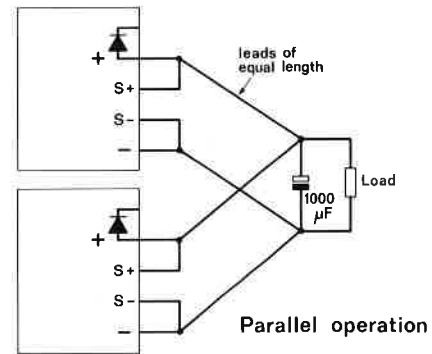 +
S+
S-
-
leads of
equal length
1000
μF
Load
+
S+
S-
-
Parallel operation